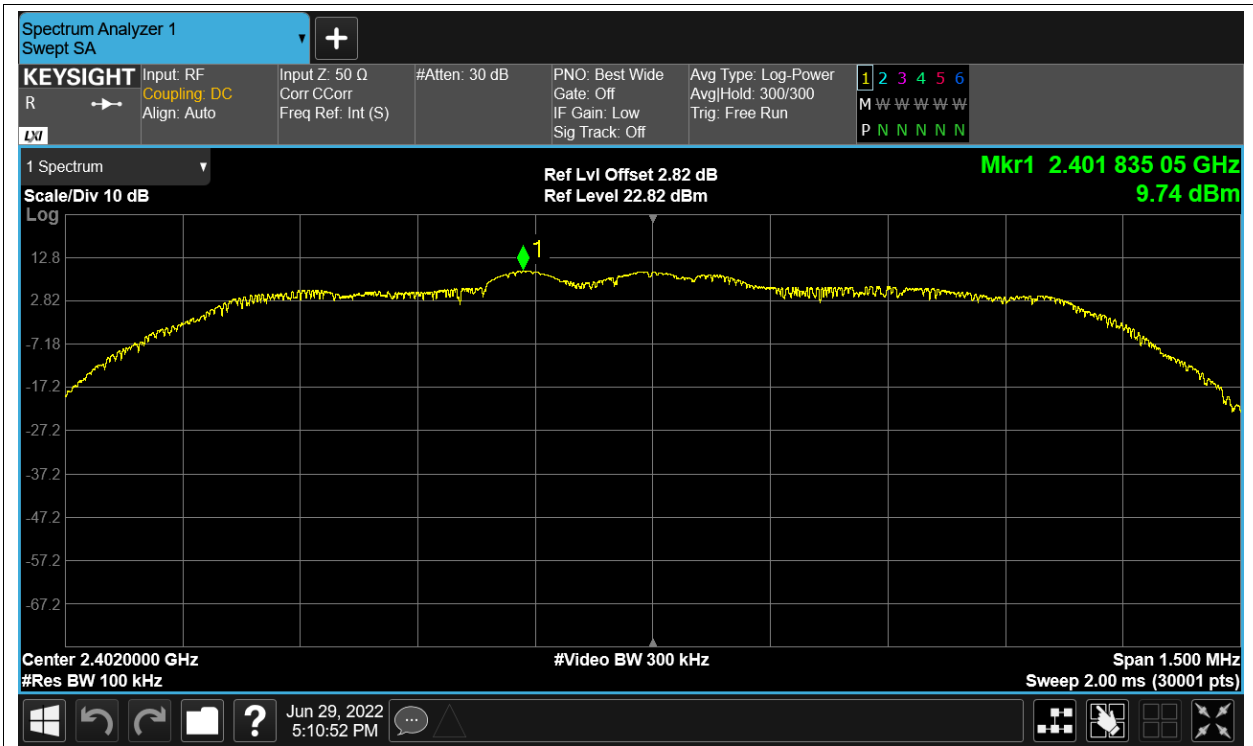 Spectrum Analyzer 1
Swept SA
KEYSIGHT
R
LXI
Input: RF
Coupling: DC
Align: Auto
Input Z: 50 Ω
Corr CCorr
Freq Ref: Int (S)
#Atten: 30 dB
PNO: Best Wide
Gate: Off
IF Gain: Low
Sig Track: Off
Avg Type: Log-Power
Avg|Hold: 300/300
Trig: Free Run
1 2 3 4 5 6
M W W W W W W
P N N N N N N
1 Spectrum
Scale/Div 10 dB
Log
Ref Lvl Offset 2.82 dB
Ref Level 22.82 dBm
Mkr1 2.401 835 05 GHz
9.74 dBm
1
12.8
2.82
-7.18
-17.2
-27.2
-37.2
-47.2
-57.2
-67.2
Center 2.4020000 GHz
#Res BW 100 kHz
#Video BW 300 kHz
Span 1.500 MHz
Sweep 2.00 ms (30001 pts)
?
Jun 29, 2022
5:10:52 PM